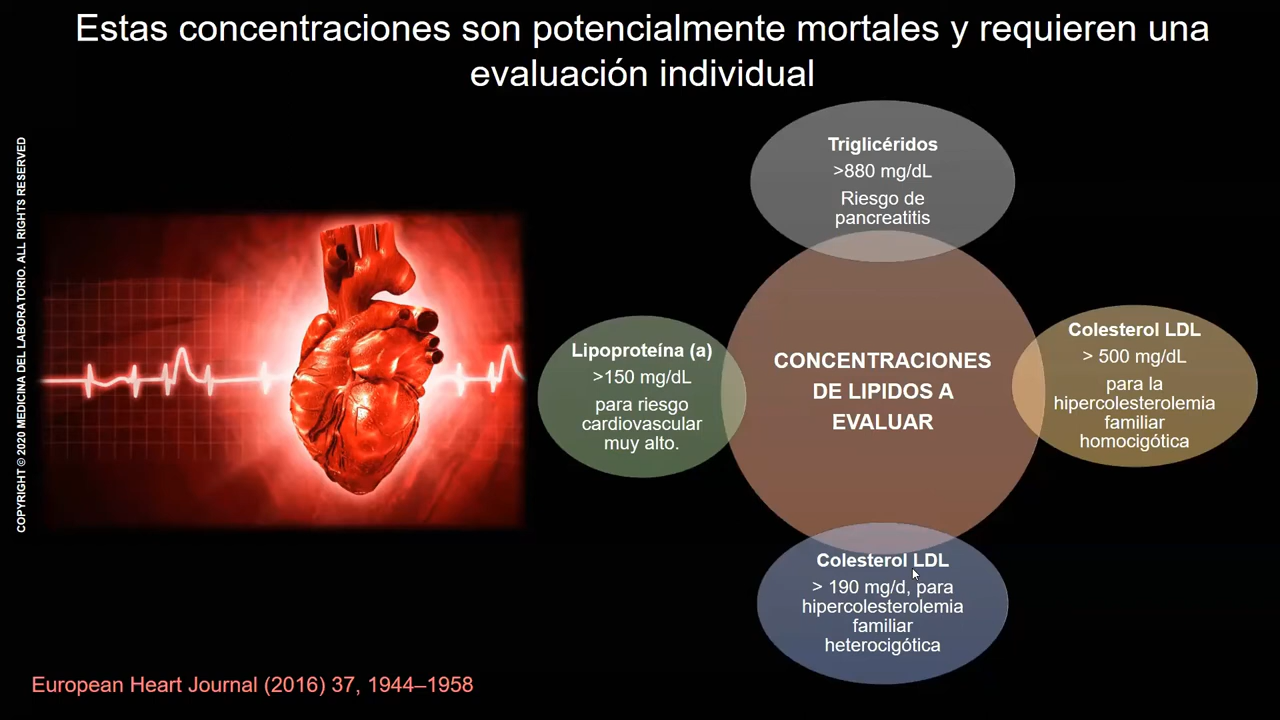 Estas concentraciones son potencialmente mortales y requieren una
evaluación individual
COPYRIGHT © 2020 MEDICINA DEL LABORATORIO. ALL RIGHTS RESERVED
Triglicéridos
>880 mg/dL
Riesgo de
pancreatitis
Lipoproteína (a)
>150 mg/dL
para riesgo
cardiovascular
muy alto.
CONCENTRACIONES
DE LIPIDOS A
EVALUAR
Colesterol LDL
> 500 mg/dL
para la
hipercolesterolemia
familiar
homocigótica
Colesterol LDL
> 190 mg/d, para
hipercolesterolemia
familiar
heterocigótica
European Heart Journal (2016) 37, 1944–1958